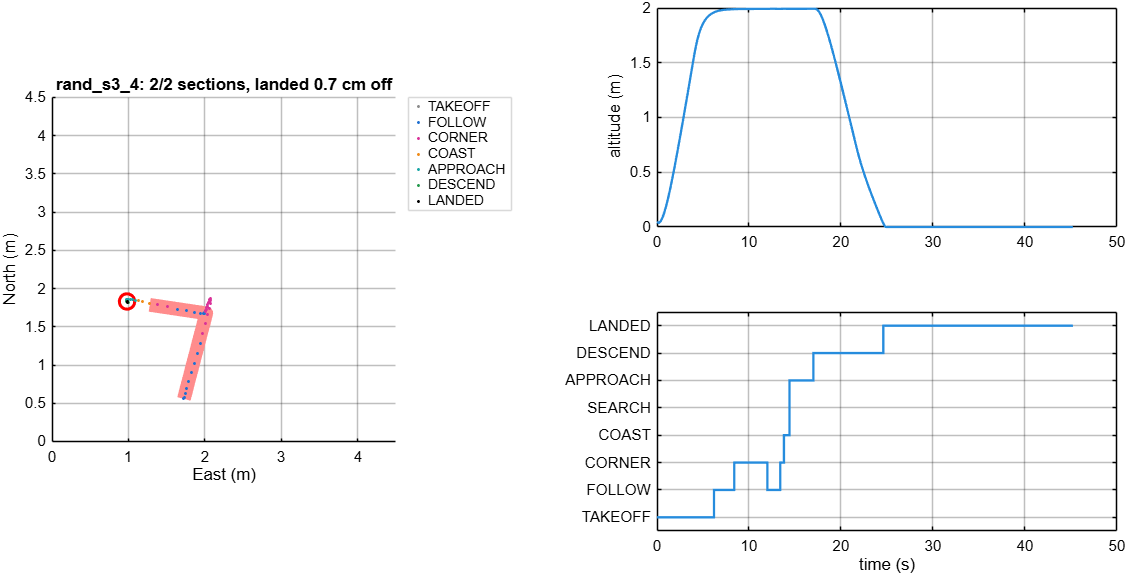 rand_s3_4: 2/2 sections, landed 0.7 cm off
4.5
4
3.5
3
2.5
2
1.5
1
0.5
0
0 1 2 3 4
North (m)
East (m)
TAKEOFF
FOLLOW
CORNER
COAST
APPROACH
DESCEND
LANDED
2
1.5
1
0.5
0
0 10 20 30 40 50
altitude (m)
LANDED
DESCEND
APPROACH
SEARCH
COAST
CORNER
FOLLOW
TAKEOFF
0 10 20 30 40 50
time (s)